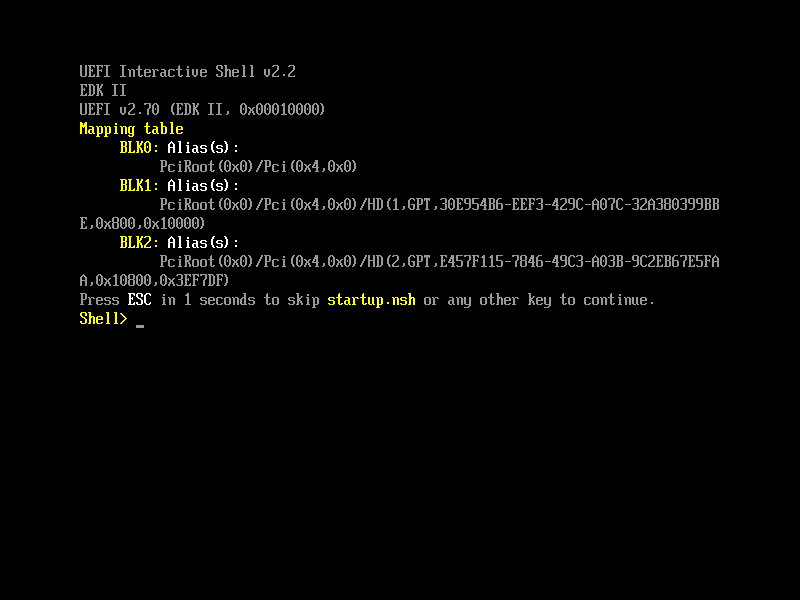 UEFI Interactive Shell v2.2
EDK II
UEFI v2.70 (EDK II, 0x00010000)
Mapping table
BLK0: Alias(s):
PciRoot(0x0)/Pci(0x4,0x0)
BLK1: Alias(s):
PciRoot(0x0)/Pci(0x4,0x0)/HD(1,GPT,30E954B6-EEF3-429C-A07C-32A380399BB
E,0x800,0x10000)
BLK2: Alias(s):
PciRoot(0x0)/Pci(0x4,0x0)/HD(2,GPT,E457F115-7846-49C3-A03B-9C2EB67E5FA
A,0x10800,0x3EF7DF)
Press ESC in 1 seconds to skip startup.nsh or any other key to continue.
Shell> _